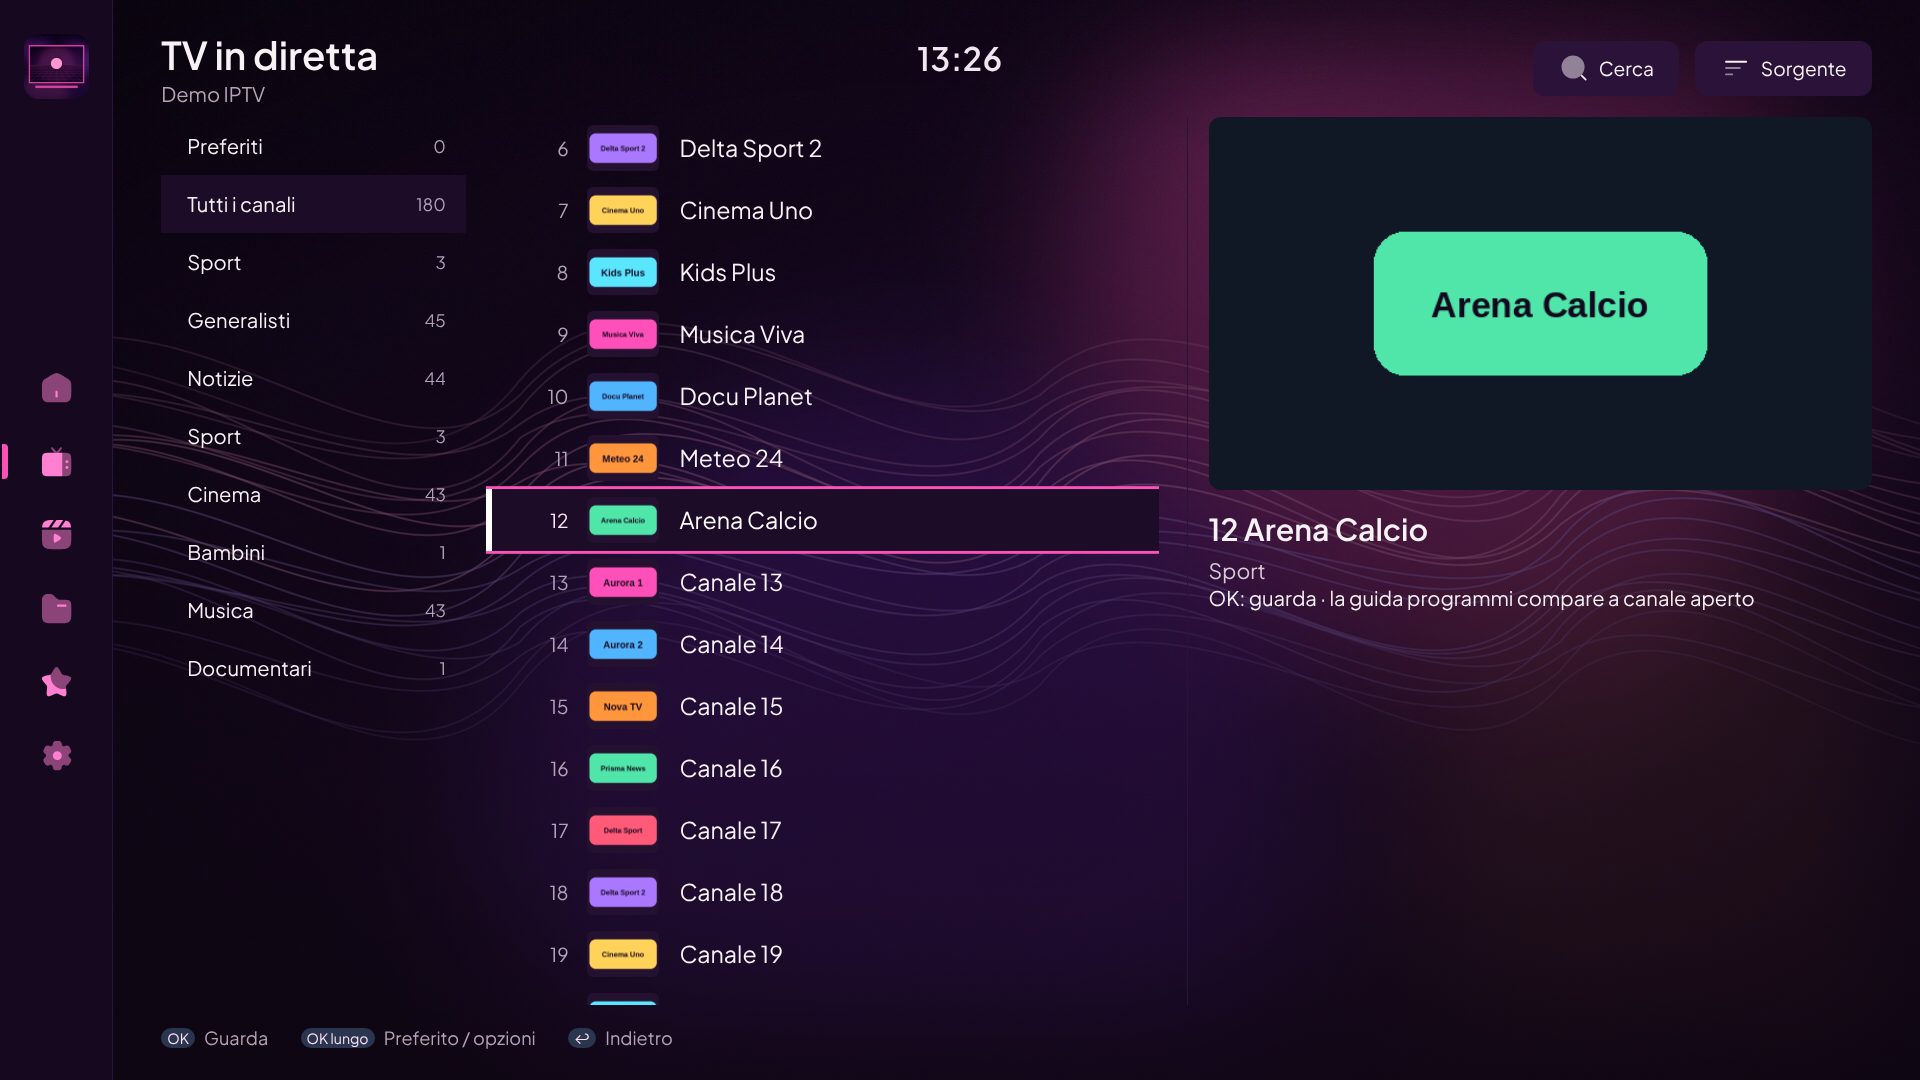 TV in diretta
Demo IPTV
13:26
Cerca
Sorgente
Preferiti 0
Tutti i canali 180
Sport 3
Generalisti 45
Notizie 44
Sport 3
Cinema 43
Bambini 1
Musica 43
Documentari 1
6 Delta Sport 2 Delta Sport 2
7 Cinema Uno Cinema Uno
8 Kids Plus Kids Plus
9 Musica Viva Musica Viva
10 Docu Planet Docu Planet
11 Meteo 24 Meteo 24
12 Arena Calcio Arena Calcio
13 Aurora 1 Canale 13
14 Aurora 2 Canale 14
15 Nova TV Canale 15
16 Prisma News Canale 16
17 Delta Sport Canale 17
18 Delta Sport 2 Canale 18
19 Cinema Uno Canale 19
Arena Calcio
12 Arena Calcio
Sport
OK: guarda · la guida programmi compare a canale aperto
OK Guarda
OK lungo Preferito / opzioni
Indietro